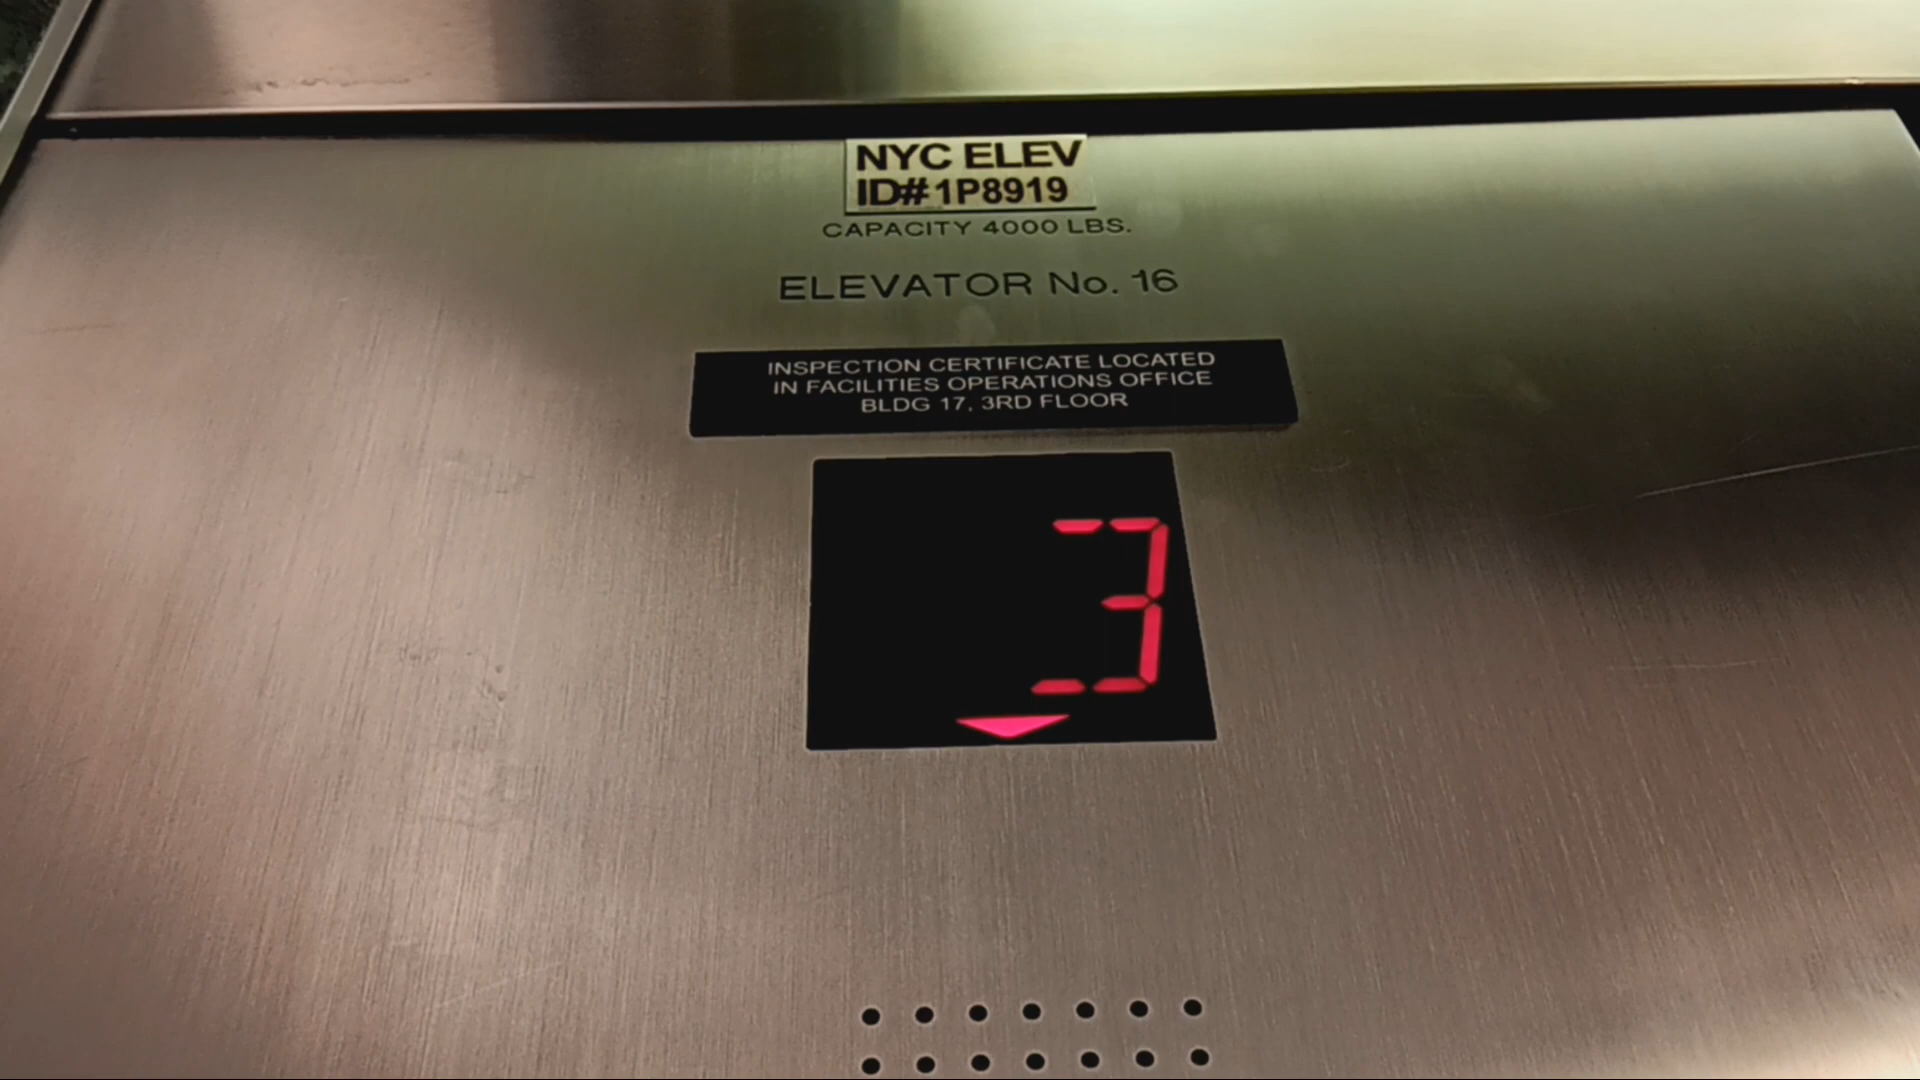 NYC ELEV
ID#1P8919
CAPACITY 4000 LBS.
ELEVATOR No. 16
INSPECTION CERTIFICATE LOCATED
IN FACILITIES OPERATIONS OFFICE
BLDG 17, 3RD FLOOR
3